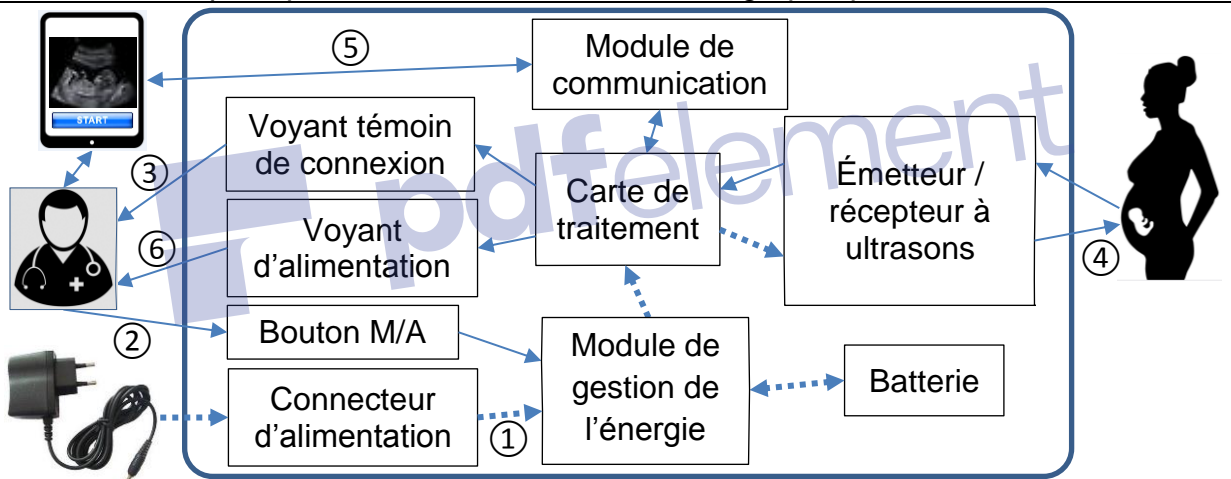 ⑤
Module de
communication
START
Voyant témoin
de connexion
③
Carte de
traitement
Émetteur /
récepteur à
ultrasons
Voyant
d'alimentation
⑥
④
②
Bouton M/A
Module de
gestion de
l'énergie
Batterie
Connecteur
d'alimentation
①
pdfelement